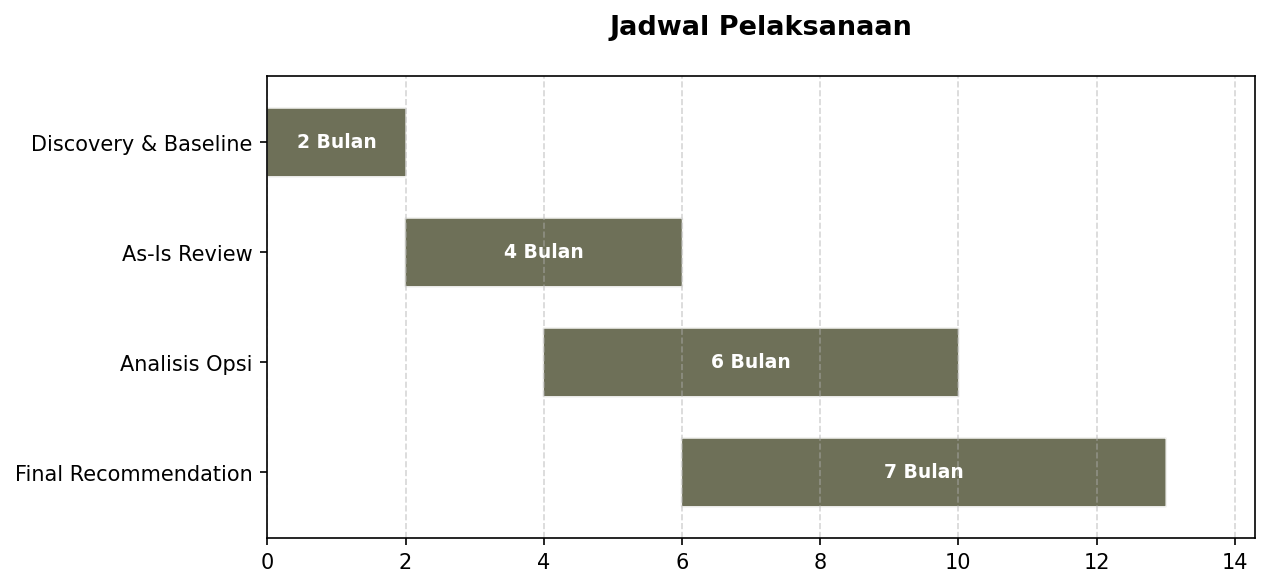 Jadwal Pelaksanaan
Discovery & Baseline
2 Bulan
As-Is Review
4 Bulan
Analisis Opsi
6 Bulan
Final Recommendation
7 Bulan
0 2 4 6 8 10 12 14